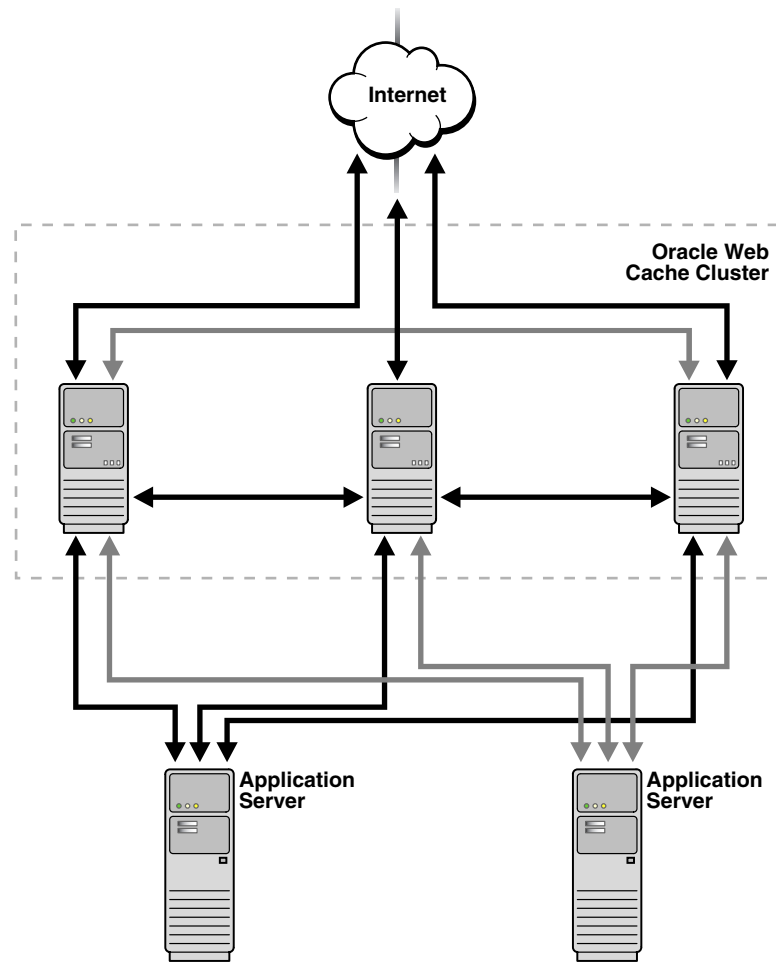 Internet
Oracle Web
Cache Cluster
Application
Server
Application
Server